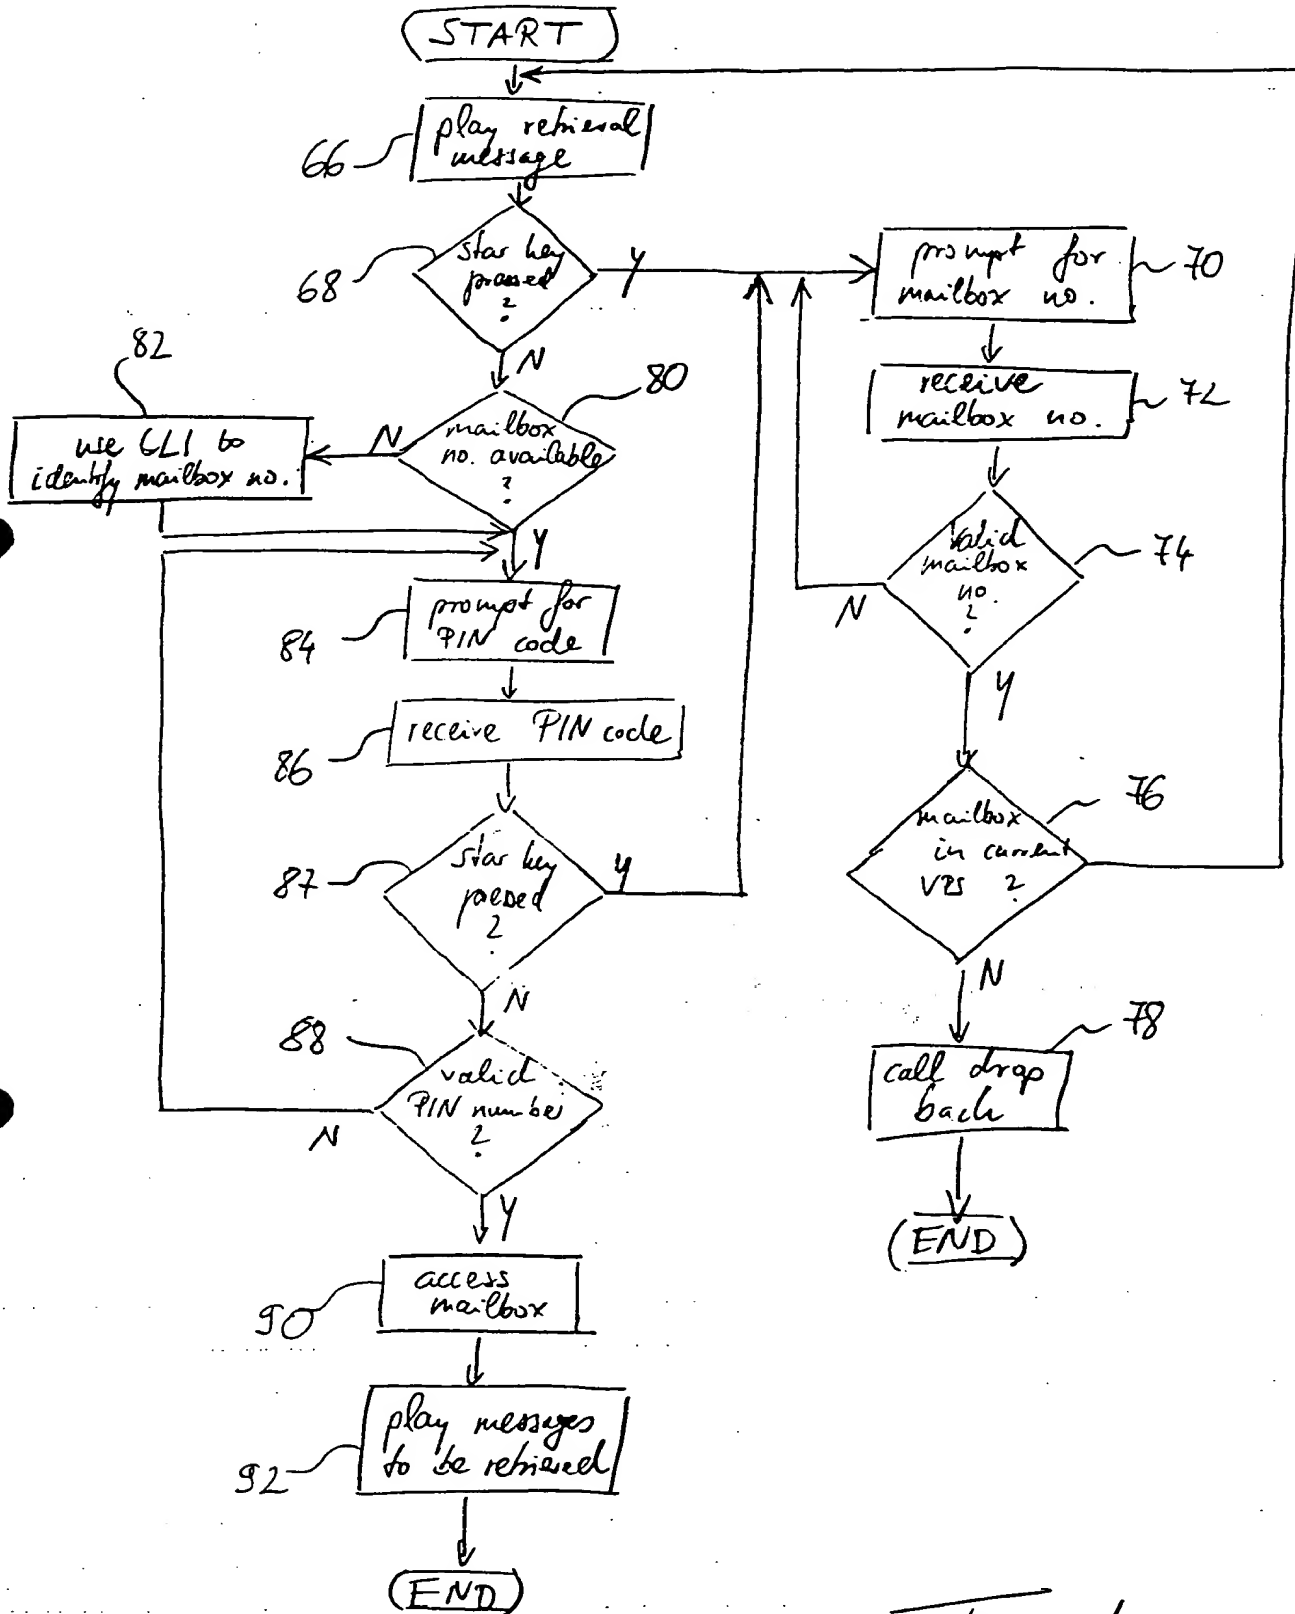 START
play retrieval
message
66
star key
pressed
?
68
Y
prompt for
mailbox no.
70
N
receive
mailbox no.
72
82
80
mailbox
no. available
?
N
use CLI to
identify mailbox no.
Y
valid
mailbox
no.
?
74
N
Y
prompt for
PIN code
84
receive PIN code
86
mailbox
in current
VPS ?
76
star key
pressed
?
87
Y
N
N
call drop
back
78
88
valid
PIN number
?
N
Y
END
access
mailbox
90
play messages
to be retrieved
92
END